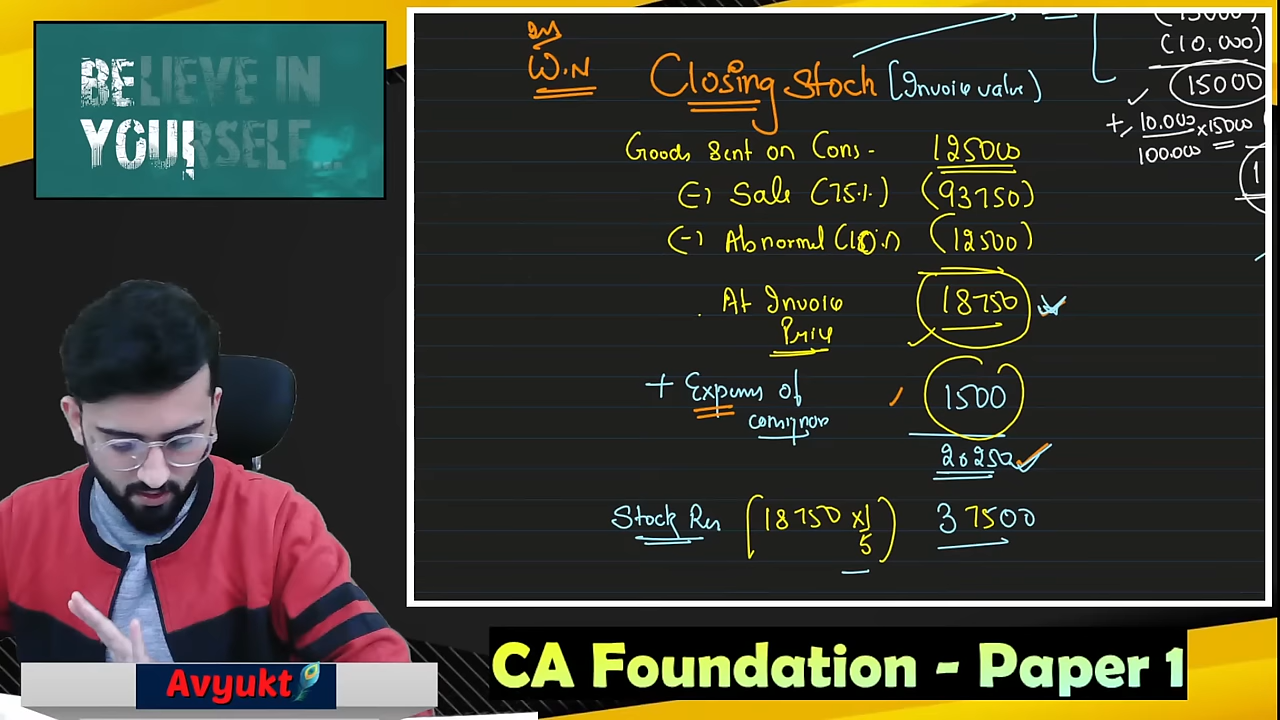 BELIEVE IN
YOURSELF
W.N Closing Stock [Invoice value)
Goods Sent on Cons - 125000
(-) Sale (75%) (93750)
(-) Abnormal (10%) (12500)
At Invoice 18750
Price
+ Expenses of 1500
consignor
20250
Stock Res [18750 x 1/5) 37500
(15000)
(10.000)
15000
+, 10.000 x 15000
100.000
Avyukt
CA Foundation - Paper 1